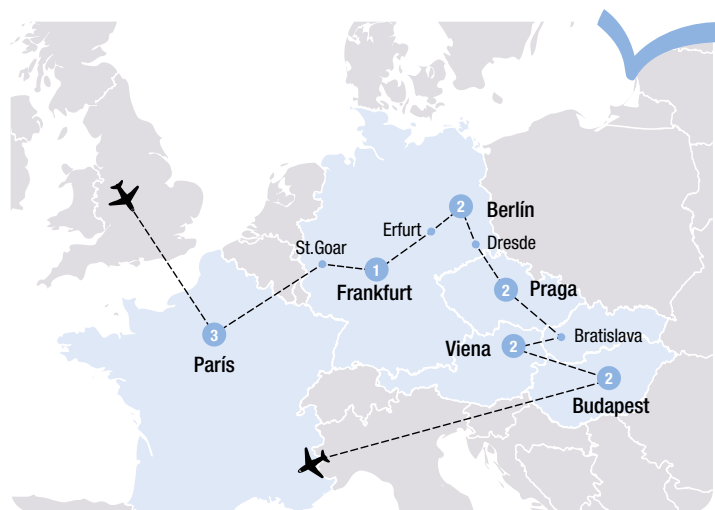 2
Berlín
Erfurt
Dresde
St.Goar
1
Frankfurt
2
Praga
3
París
Bratislava
Viena
2
2
Budapest